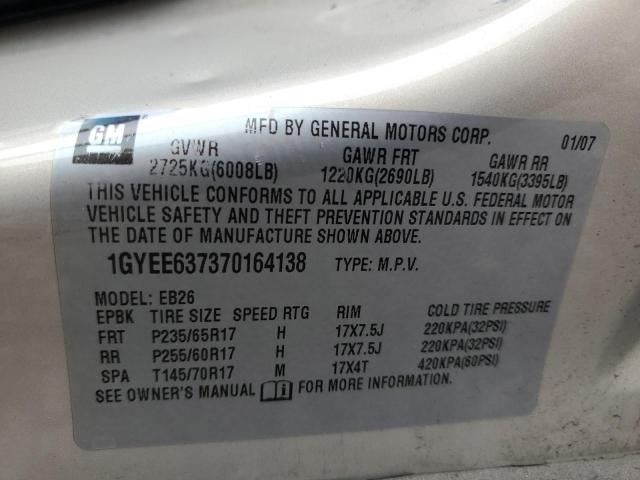 GM
MFD BY GENERAL MOTORS CORP. 01/07
GVWR GAWR FRT GAWR RR
2725KG(6008LB) 1220KG(2690LB) 1540KG(3395LB)
THIS VEHICLE CONFORMS TO ALL APPLICABLE U.S. FEDERAL MOTOR
VEHICLE SAFETY AND THEFT PREVENTION STANDARDS IN EFFECT ON
THE DATE OF MANUFACTURE SHOWN ABOVE.
1GYEE637370164138 TYPE: M.P.V.
MODEL: EB26
EPBK TIRE SIZE SPEED RTG RIM COLD TIRE PRESSURE
FRT P235/65R17 H 17X7.5J 220KPA(32PSI)
RR P255/60R17 H 17X7.5J 220KPA(32PSI)
SPA T145/70R17 M 17X4T 420KPA(60PSI)
SEE OWNER'S MANUAL FOR MORE INFORMATION.